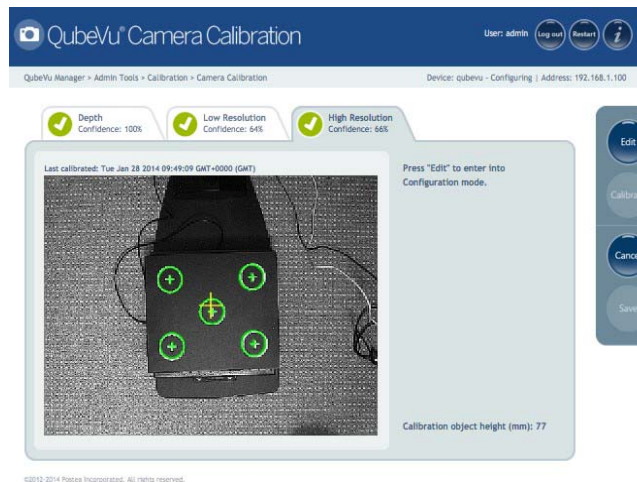 QubeVu® Camera Calibration
User: admin
Log out
Restart
i
QubeVu Manager > Admin Tools > Calibration > Camera Calibration
Device: qubevu - Configuring | Address: 192.168.1.100
Depth
Confidence: 100%
Low Resolution
Confidence: 64%
High Resolution
Confidence: 66%
Edit
Last calibrated: Tue Jan 28 2014 09:49:09 GMT+0000 (GMT)
Press "Edit" to enter into
Configuration mode.
Calibra
Cance
Save
Calibration object height (mm): 77
©2012-2014 Postea Incorporated. All rights reserved.